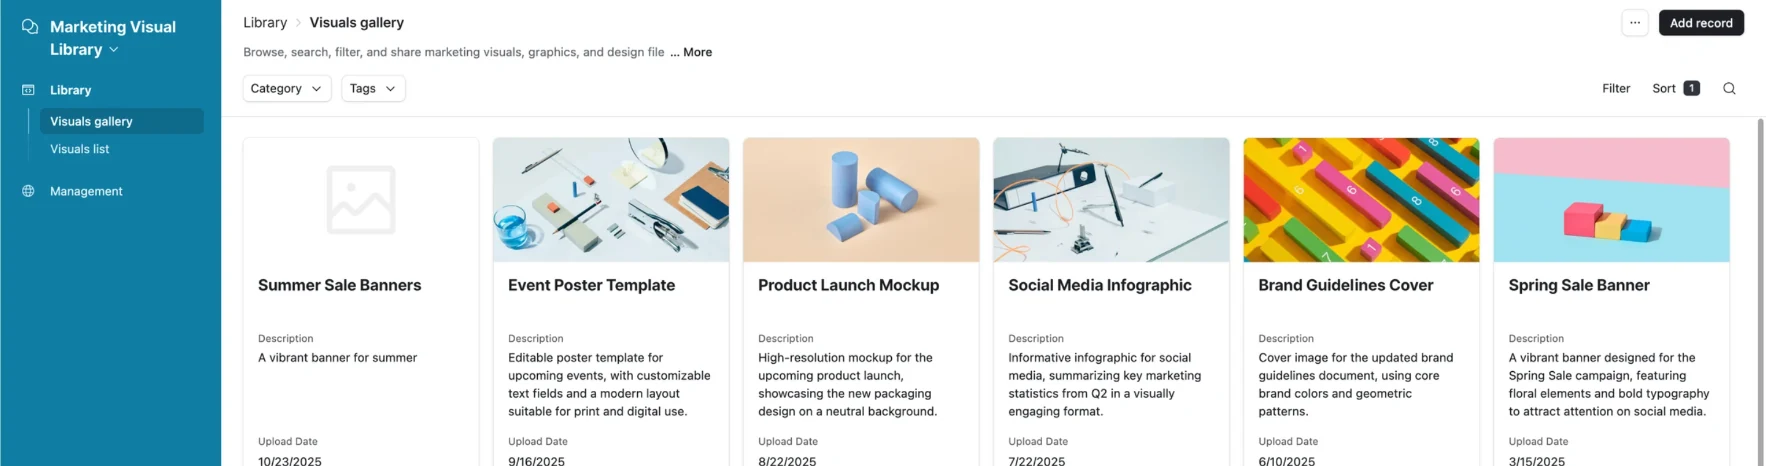 Marketing Visual
Library
Library
Visuals gallery
Visuals list
Management
Library > Visuals gallery
Browse, search, filter, and share marketing visuals, graphics, and design file ... More
... Add record
Category Tags
Filter Sort 1
Summer Sale Banners
Description
A vibrant banner for summer
Upload Date
10/23/2025
Event Poster Template
Description
Editable poster template for
upcoming events, with customizable
text fields and a modern layout
suitable for print and digital use.
Upload Date
9/16/2025
Product Launch Mockup
Description
High-resolution mockup for the
upcoming product launch,
showcasing the new packaging
design on a neutral background.
Upload Date
8/22/2025
Social Media Infographic
Description
Informative infographic for social
media, summarizing key marketing
statistics from Q2 in a visually
engaging format.
Upload Date
7/22/2025
Brand Guidelines Cover
Description
Cover image for the updated brand
guidelines document, using core
brand colors and geometric
patterns.
Upload Date
6/10/2025
Spring Sale Banner
Description
A vibrant banner designed for the
Spring Sale campaign, featuring
floral elements and bold typography
to attract attention on social media.
Upload Date
3/15/2025